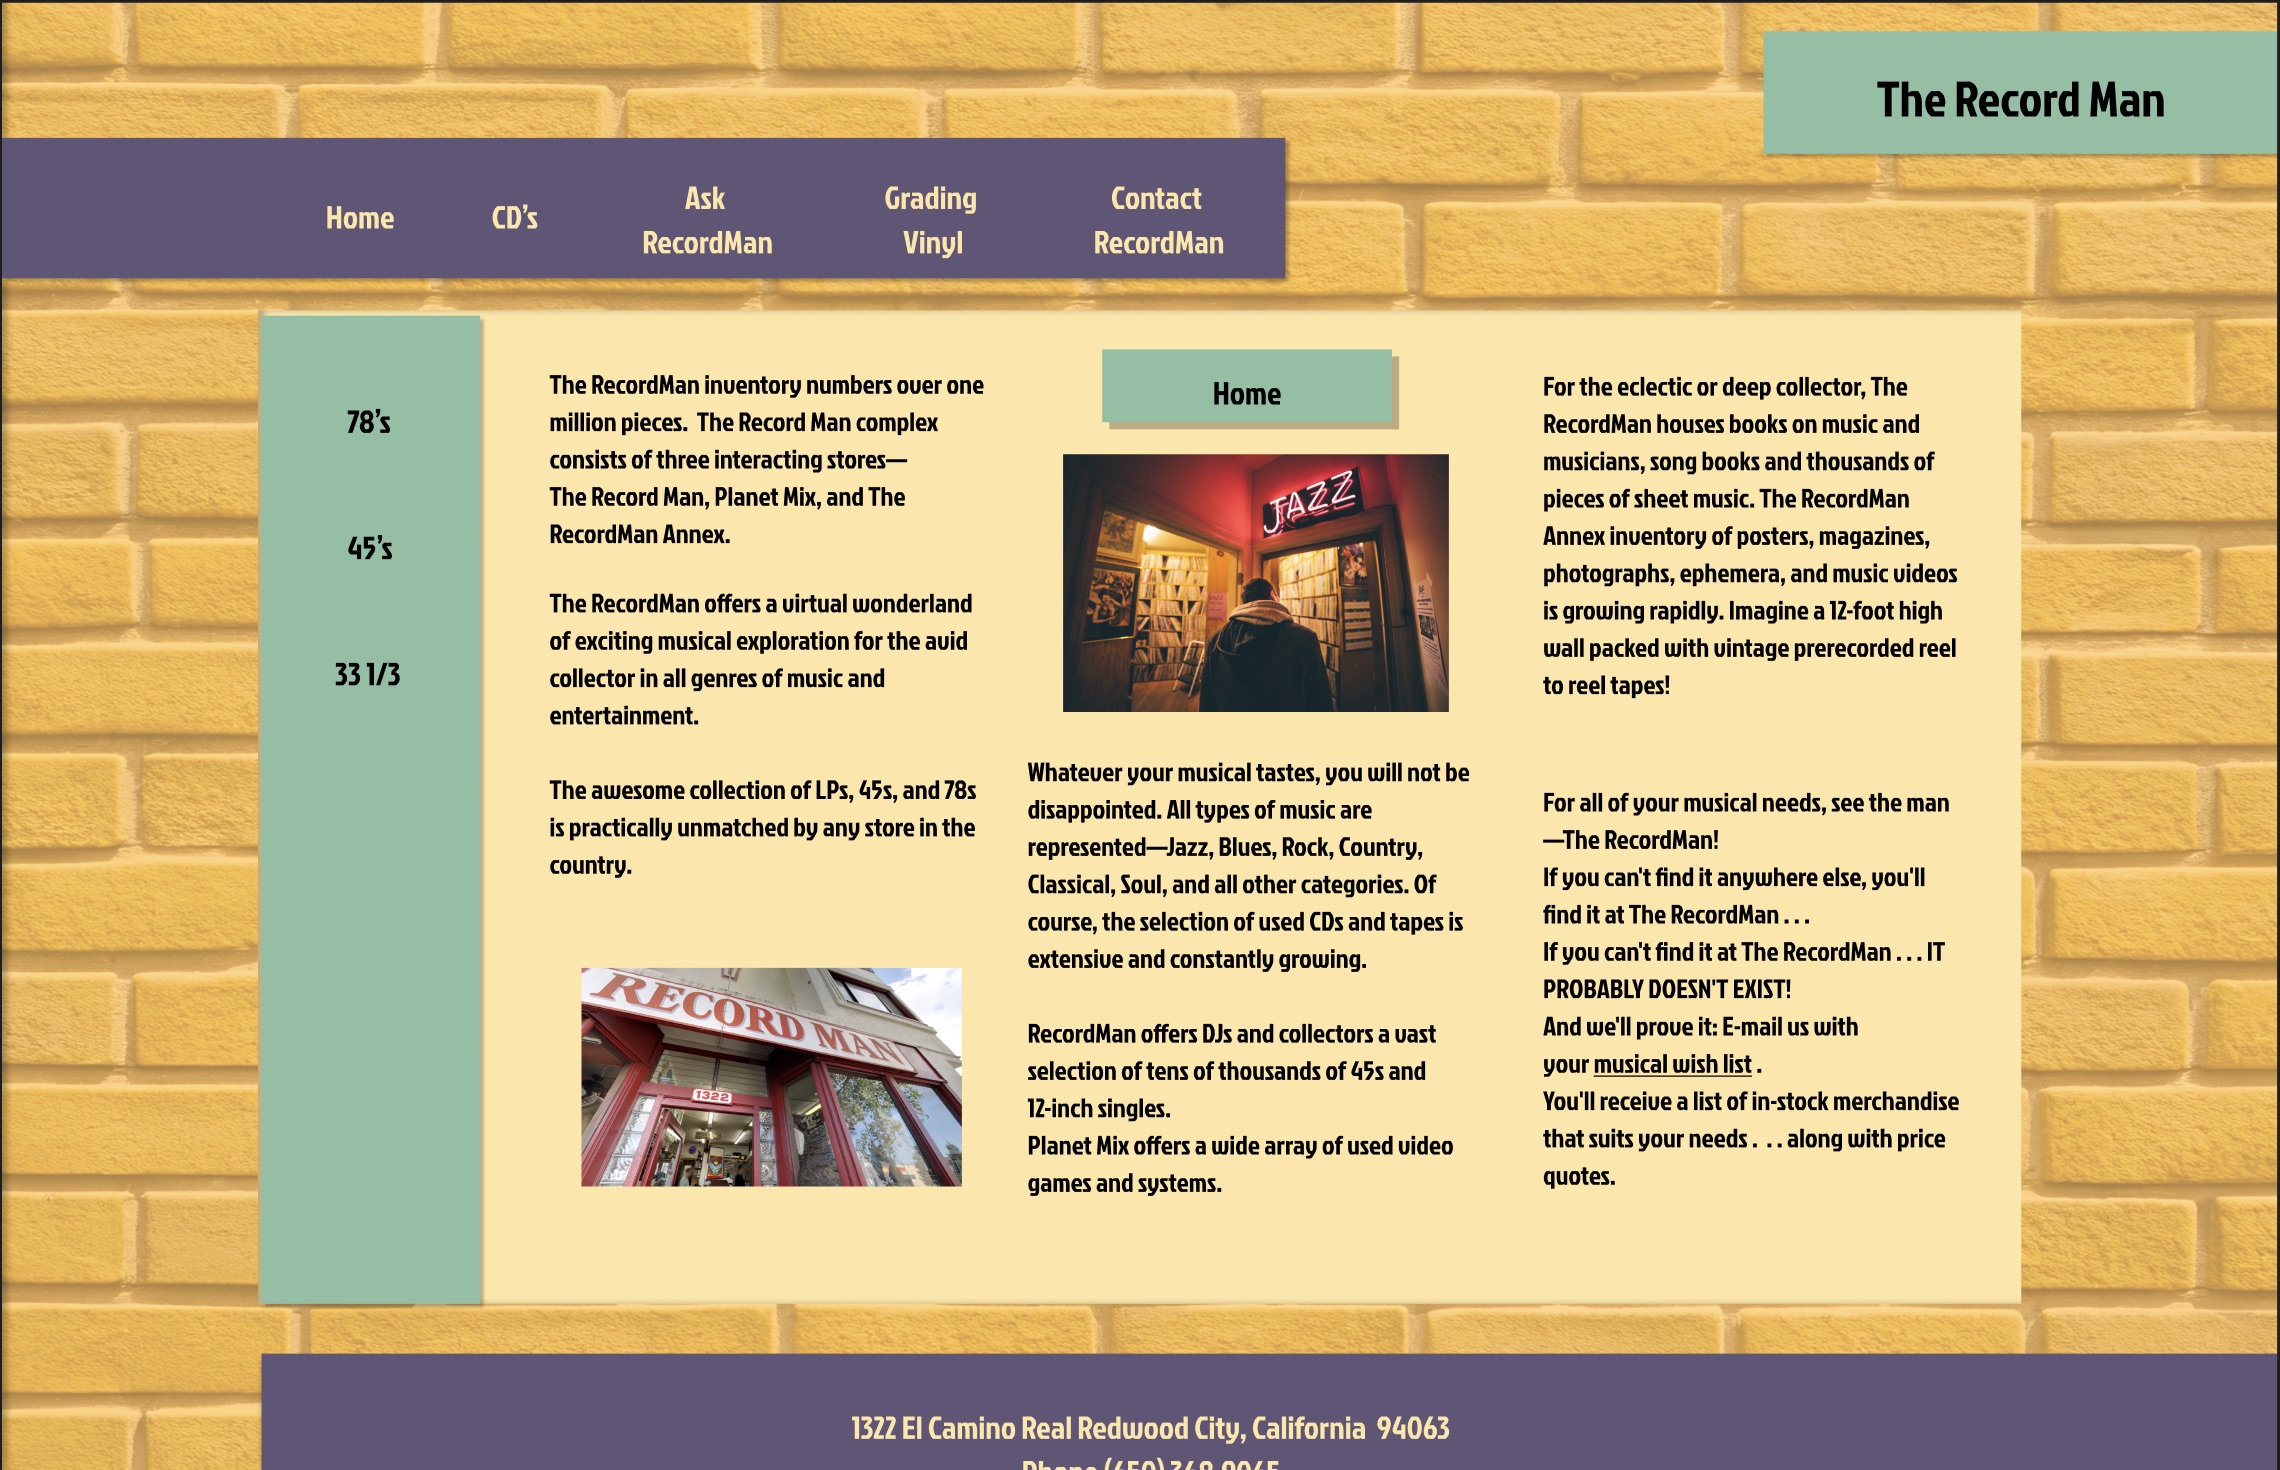 The Record Man
Home
CD’s
Ask
RecordMan
Grading
Vinyl
Contact
RecordMan
78’s
45’s
33 1/3
The RecordMan inventory numbers over one
million pieces.  The Record Man complex
consists of three interacting stores—
The Record Man, Planet Mix, and The
RecordMan Annex.
The RecordMan offers a virtual wonderland
of exciting musical exploration for the avid
collector in all genres of music and
entertainment.
The awesome collection of LPs, 45s, and 78s
is practically unmatched by any store in the
country.
RECORD MAN
1322
Home
JAZZ
Whatever your musical tastes, you will not be
disappointed. All types of music are
represented—Jazz, Blues, Rock, Country,
Classical, Soul, and all other categories. Of
course, the selection of used CDs and tapes is
extensive and constantly growing.
RecordMan offers DJs and collectors a vast
selection of tens of thousands of 45s and
12-inch singles.
Planet Mix offers a wide array of used video
games and systems.
For the eclectic or deep collector, The
RecordMan houses books on music and
musicians, song books and thousands of
pieces of sheet music. The RecordMan
Annex inventory of posters, magazines,
photographs, ephemera, and music videos
is growing rapidly. Imagine a 12-foot high
wall packed with vintage prerecorded reel
to reel tapes!
For all of your musical needs, see the man
—The RecordMan!
If you can't find it anywhere else, you'll
find it at The RecordMan . . .
If you can't find it at The RecordMan . . . IT
PROBABLY DOESN'T EXIST!
And we'll prove it: E-mail us with
your musical wish list .
You'll receive a list of in-stock merchandise
that suits your needs .  . . along with price
quotes.
1322 El Camino Real Redwood City, California  94063
Phone